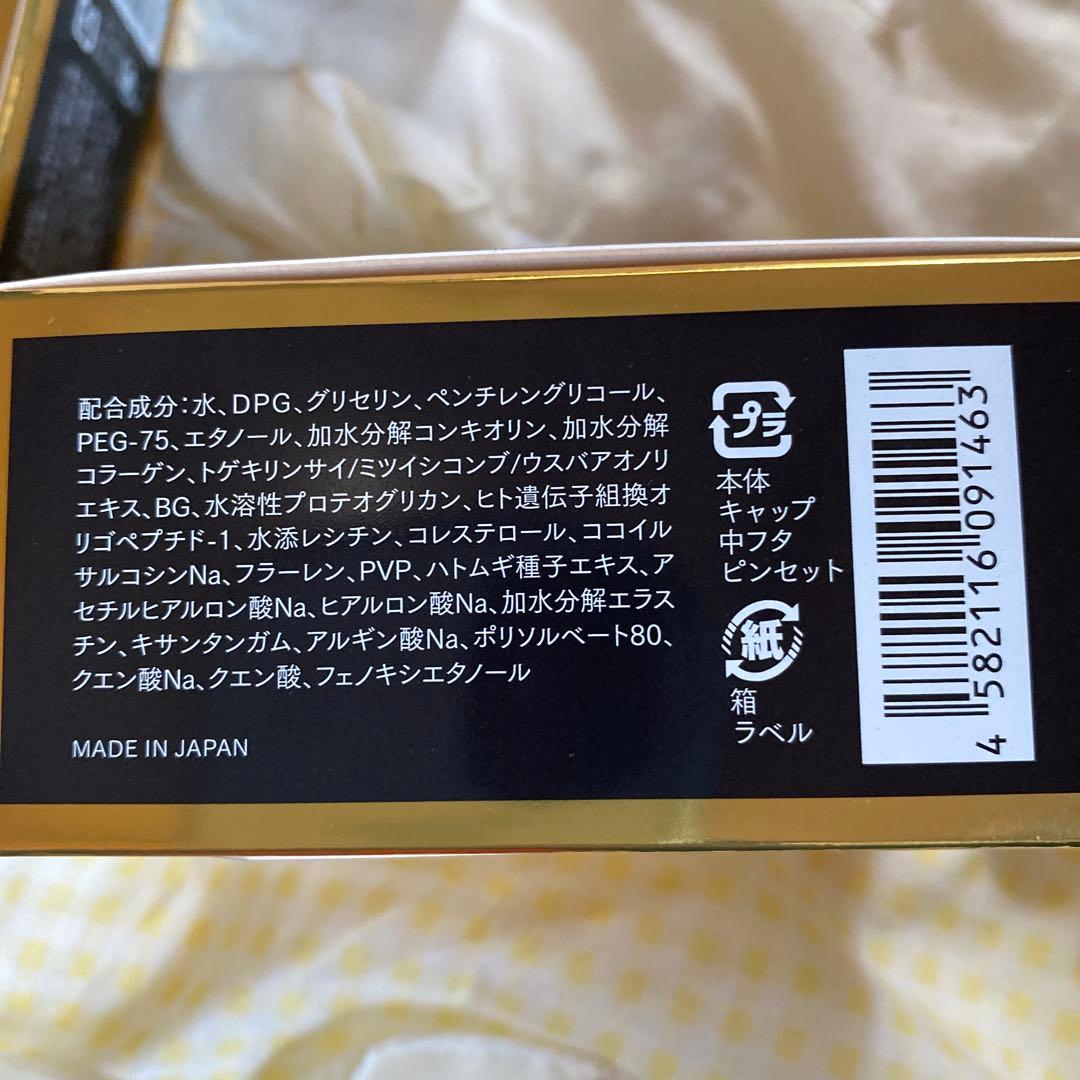 配合成分:水、DPG、グリセリン、ペンチレングリコール、
PEG-75、エタノール、加水分解コンキオリン、加水分解
コラーゲン、トゲキリンサイ/ミツイシコンブ/ウスバアオノリ
エキス、BG、水溶性プロテオグリカン、ヒト遺伝子組換オ
リゴペプチド-1、水添レシチン、コレステロール、ココイル
サルコシンNa、フラーレン、PVP、ハトムギ種子エキス、ア
セチルヒアルロン酸Na、ヒアルロン酸Na、加水分解エラス
チン、キサンタンガム、アルギン酸Na、ポリソルベート80、
クエン酸Na、クエン酸、フェノキシエタノール
MADE IN JAPAN
プラ
本体
キャップ
中フタ
ピンセット
紙
箱
ラベル
4 582116 091463